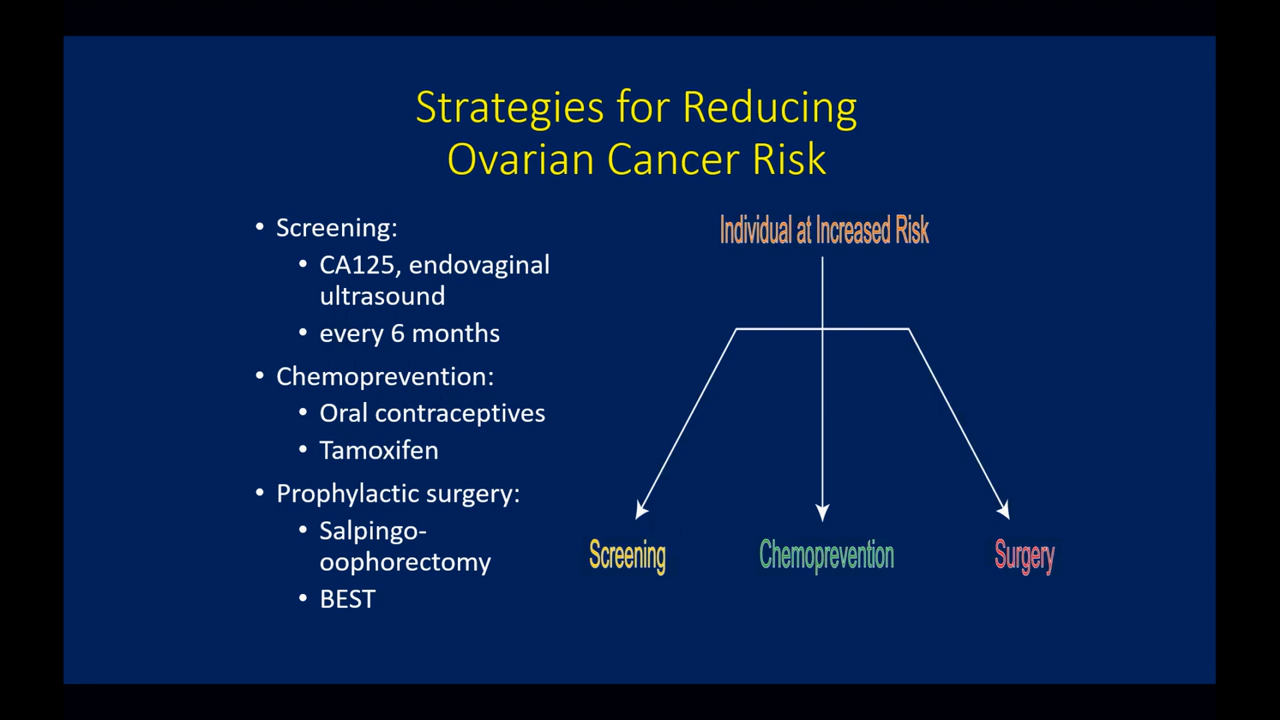 Strategies for Reducing
Ovarian Cancer Risk
• Screening:
• CA125, endovaginal
ultrasound
• every 6 months
• Chemoprevention:
• Oral contraceptives
• Tamoxifen
• Prophylactic surgery:
• Salpingo-
oophorectomy
• BEST
Individual at Increased Risk
Screening
Chemoprevention
Surgery